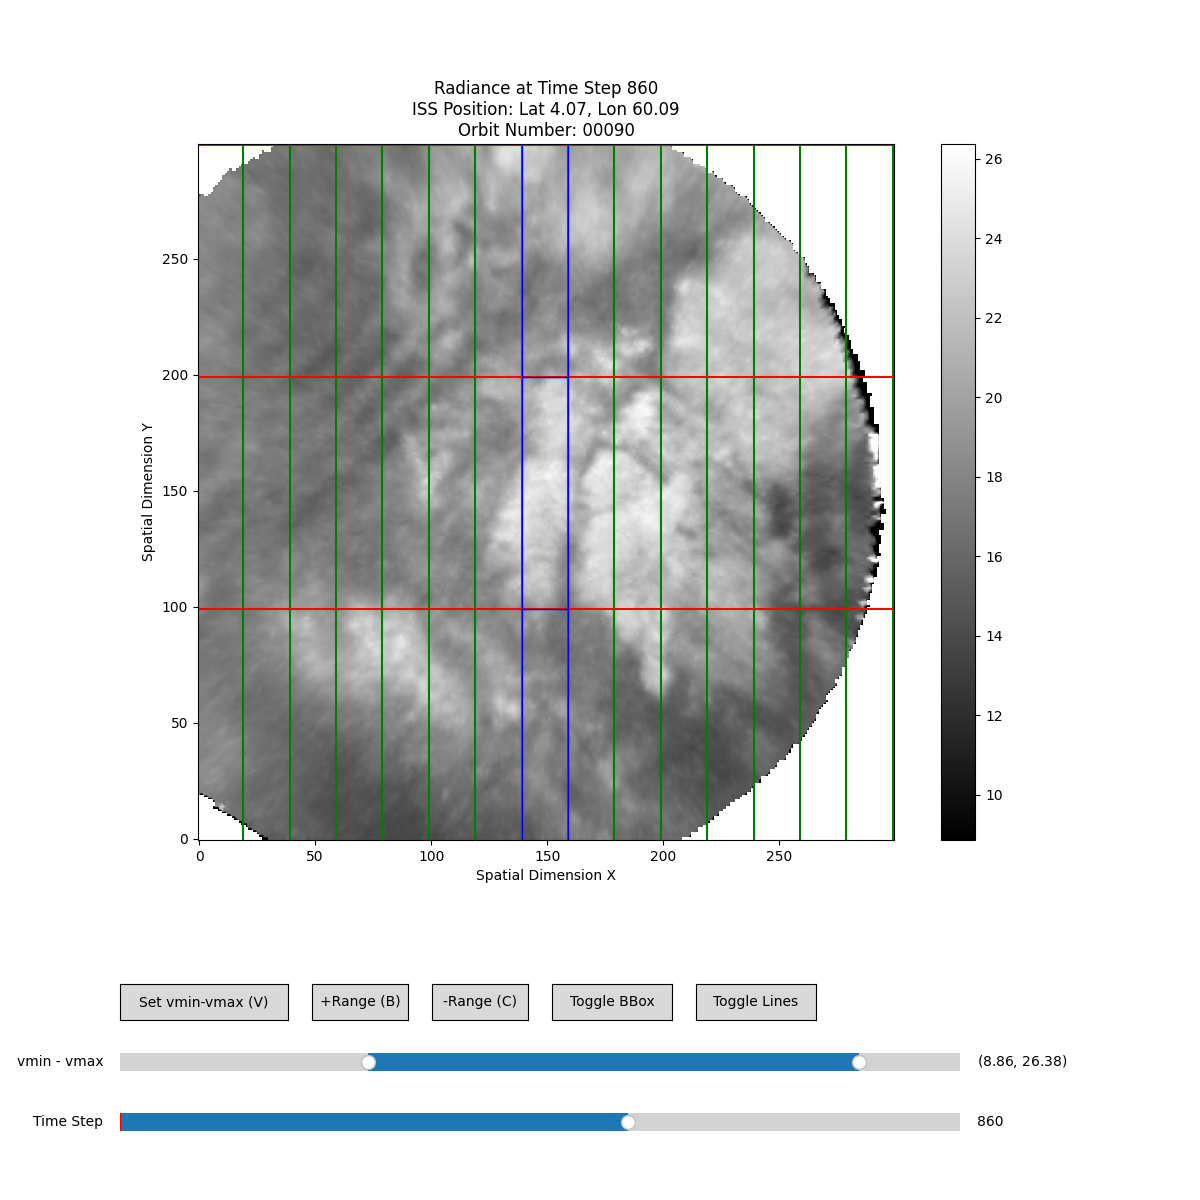 Radiance at Time Step 860
ISS Position: Lat 4.07, Lon 60.09
Orbit Number: 00090
Spatial Dimension Y
250
200
150
100
50
0
0 50 100 150 200 250
Spatial Dimension X
26
24
22
20
18
16
14
12
10
Set vmin-vmax (V) +Range (B) -Range (C) Toggle BBox Toggle Lines
vmin - vmax (8.86, 26.38)
Time Step 860